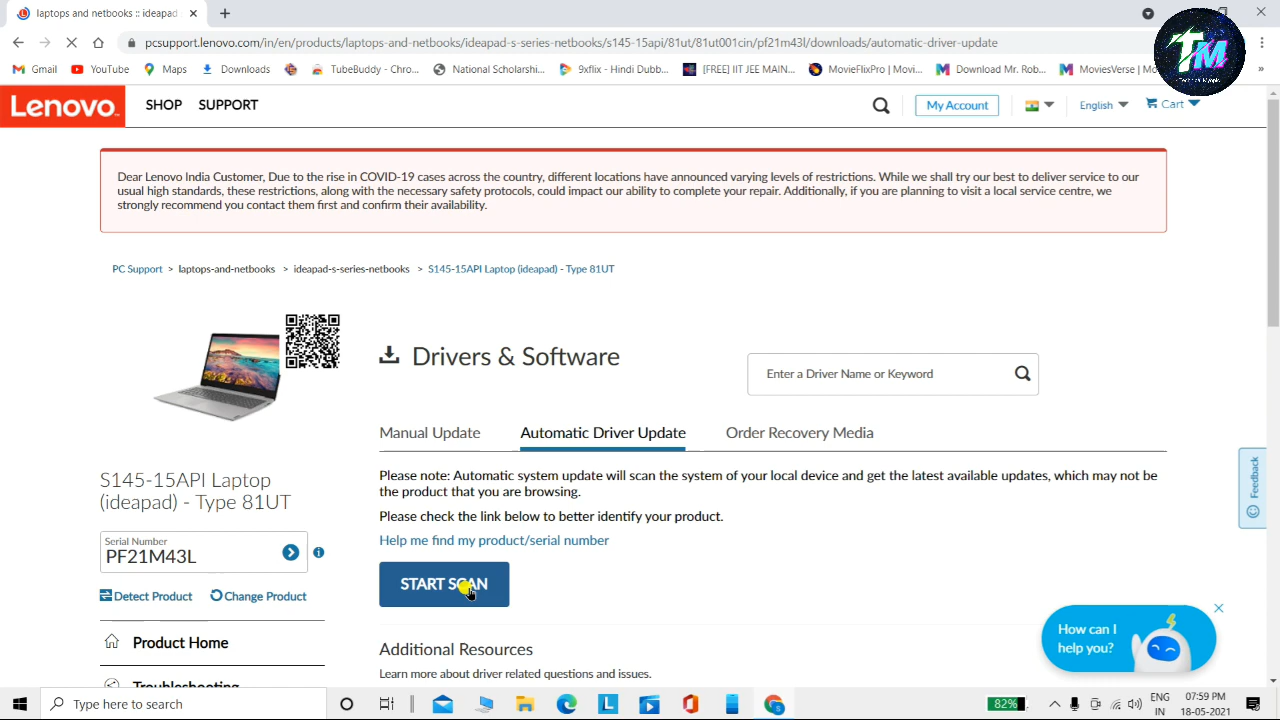 laptops and netbooks :: ideapad
pcsupport.lenovo.com/in/en/products/laptops-and-netbooks/ideapad-s-series-netbooks/s145-15api/81ut/81ut001cin/pf21m43l/downloads/automatic-driver-update
Gmail YouTube Maps Downloads TubeBuddy - Chro... National Scholarshi... 9xflix - Hindi Dubb... [FREE] IIT JEE MAIN... MovieFlixPro | Movi... Download Mr. Rob... MoviesVerse | Mo
TM
Technical Myopic
Lenovo SHOP SUPPORT My Account English Cart
Dear Lenovo India Customer, Due to the rise in COVID-19 cases across the country, different locations have announced varying levels of restrictions. While we shall try our best to deliver service to our
usual high standards, these restrictions, along with the necessary safety protocols, could impact our ability to complete your repair. Additionally, if you are planning to visit a local service centre, we
strongly recommend you contact them first and confirm their availability.
PC Support > laptops-and-netbooks > ideapad-s-series-netbooks > S145-15API Laptop (ideapad) - Type 81UT
Drivers & Software
Enter a Driver Name or Keyword
Manual Update Automatic Driver Update Order Recovery Media
Please note: Automatic system update will scan the system of your local device and get the latest available updates, which may not be
the product that you are browsing.
Please check the link below to better identify your product.
Help me find my product/serial number
START SCAN
Additional Resources
Learn more about driver related questions and issues.
S145-15API Laptop
(ideapad) - Type 81UT
Serial Number
PF21M43L
Detect Product Change Product
Product Home
Troubleshooting
Feedback
How can I
help you?
Type here to search
82%
ENG
IN
07:59 PM
18-05-2021